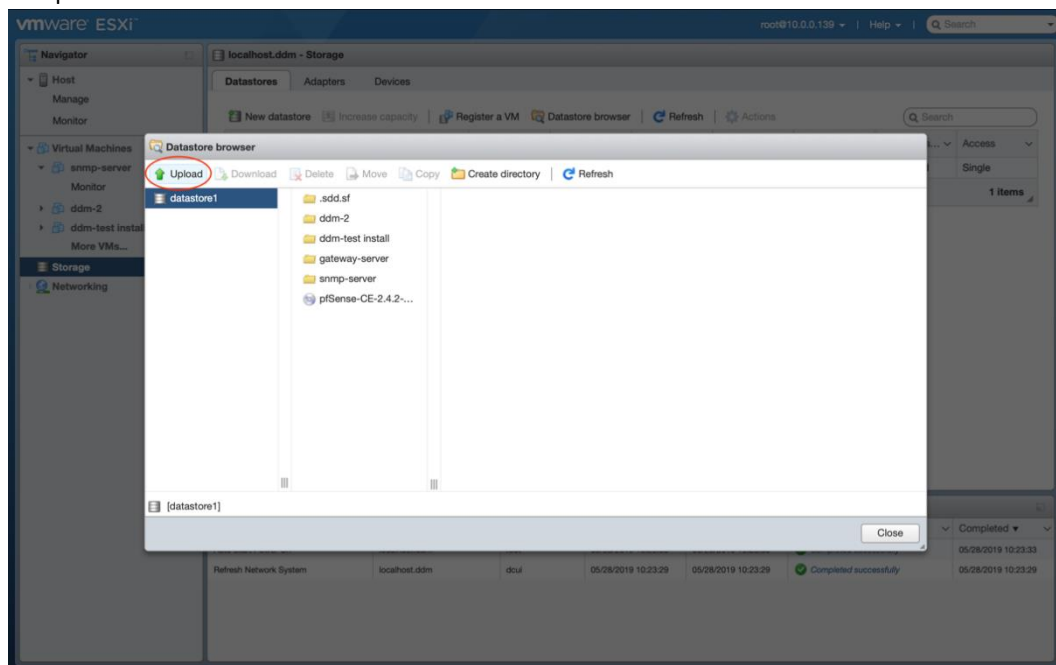 vmware ESXi
root@10.0.0.139 | Help | Search
Navigator
localhost.ddm - Storage
Host
Manage
Monitor
Datastores Adapters Devices
New datastore Increase capacity | Register a VM Datastore browser | Refresh | Actions
Search
Virtual Machines
snmp-server
Monitor
ddm-2
ddm-test instal
More VMs...
Storage
Networking
Access
Single
1 items
Datastore browser
Upload Download Delete Move Copy Create directory | Refresh
datastore1
.sdd.sf
ddm-2
ddm-test install
gateway-server
snmp-server
pfSense-CE-2.4.2-...
[datastore1]
Close
Completed
05/28/2019 10:23:33
Refresh Network System localhost.ddm dcui 05/28/2019 10:23:29 05/28/2019 10:23:29 Completed successfully 05/28/2019 10:23:29